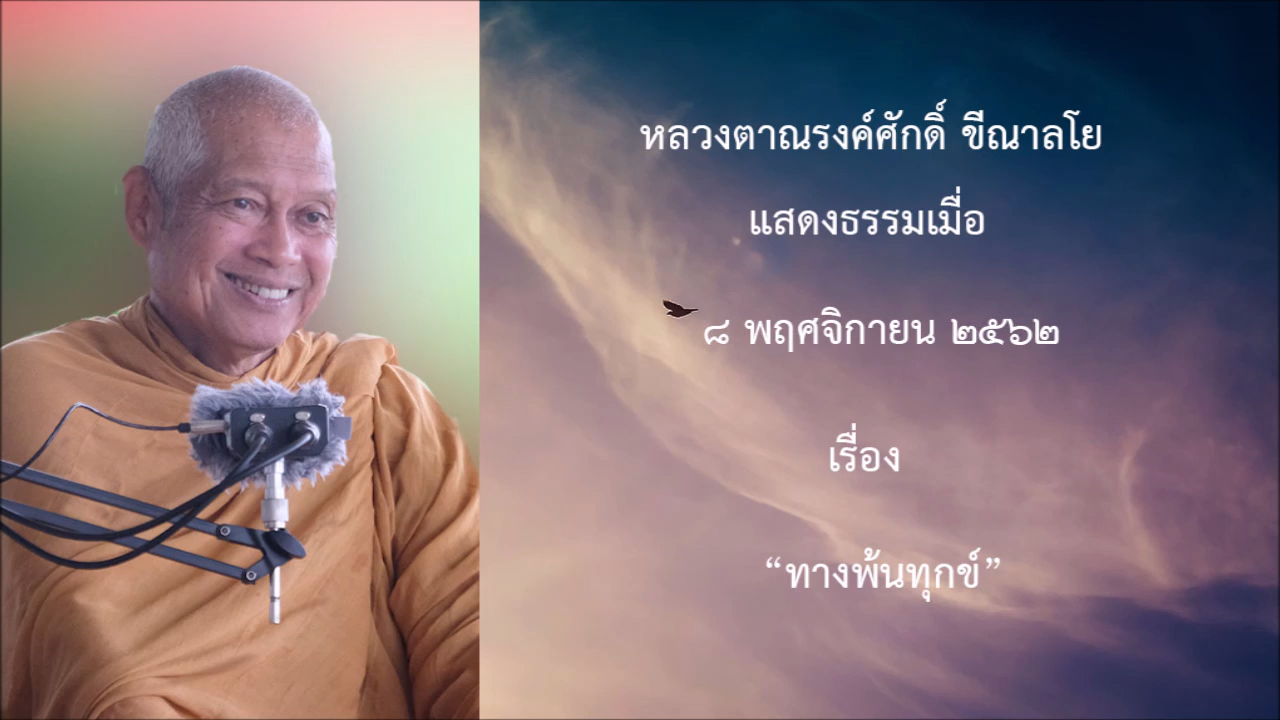 หลวงตาณรงค์ศักดิ์ ขีณาลโย
แสดงธรรมเมื่อ
๘ พฤศจิกายน ๒๕๖๒
เรื่อง
“ทางพ้นทุกข์”